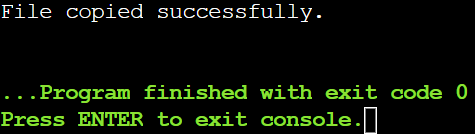 File copied successfully.
...Program finished with exit code 0
Press ENTER to exit console.